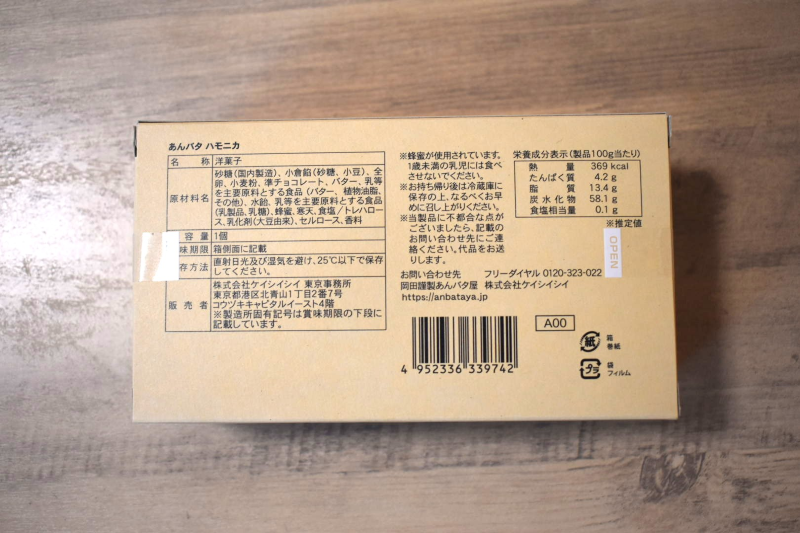 あんバタ ハモニカ
名 称 洋菓子
原材料名 砂糖(国内製造)、小倉餡(砂糖、小豆)、全
卵、小麦粉、準チョコレート、バター、乳等
を主要原料とする食品(バター、植物油脂、
その他)、水飴、乳等を主要原料とする食品
(乳製品、乳糖)、蜂蜜、寒天、食塩/トレハロー
ス、乳化剤(大豆由来)、セルロース、香料
容 量 1個
味期限 箱側面に記載
存方法 直射日光及び湿気を避け、25℃以下で保存
してください。
販 売 者 株式会社ケイシイシイ 東京事務所
東京都港区北青山1丁目2番7号
コウヅキキャピタルイースト4階
※製造所固有記号は賞味期限の下段に
記載しています。
※蜂蜜が使用されています。
1歳未満の乳児には食べ
させないでください。
※お持ち帰り後は冷蔵庫に
保存の上、なるべくお早
めに召し上がりください。
※当製品に不都合な点が
ございましたら、記載の
お問い合わせ先にご連
絡ください。代品をお送
りします。
栄養成分表示(製品100g当たり)
熱 量 369 kcal
たんぱく質 4.2 g
脂 質 13.4 g
炭水化物 58.1 g
食塩相当量 0.1 g
※推定値
OPEN
お問い合わせ先 フリーダイヤル 0120-323-022
岡田謹製あんバタ屋 株式会社ケイシイシイ
https://anbataya.jp
A00
4 952336 339742
紙
箱
巻紙
プラ
袋
フィルム